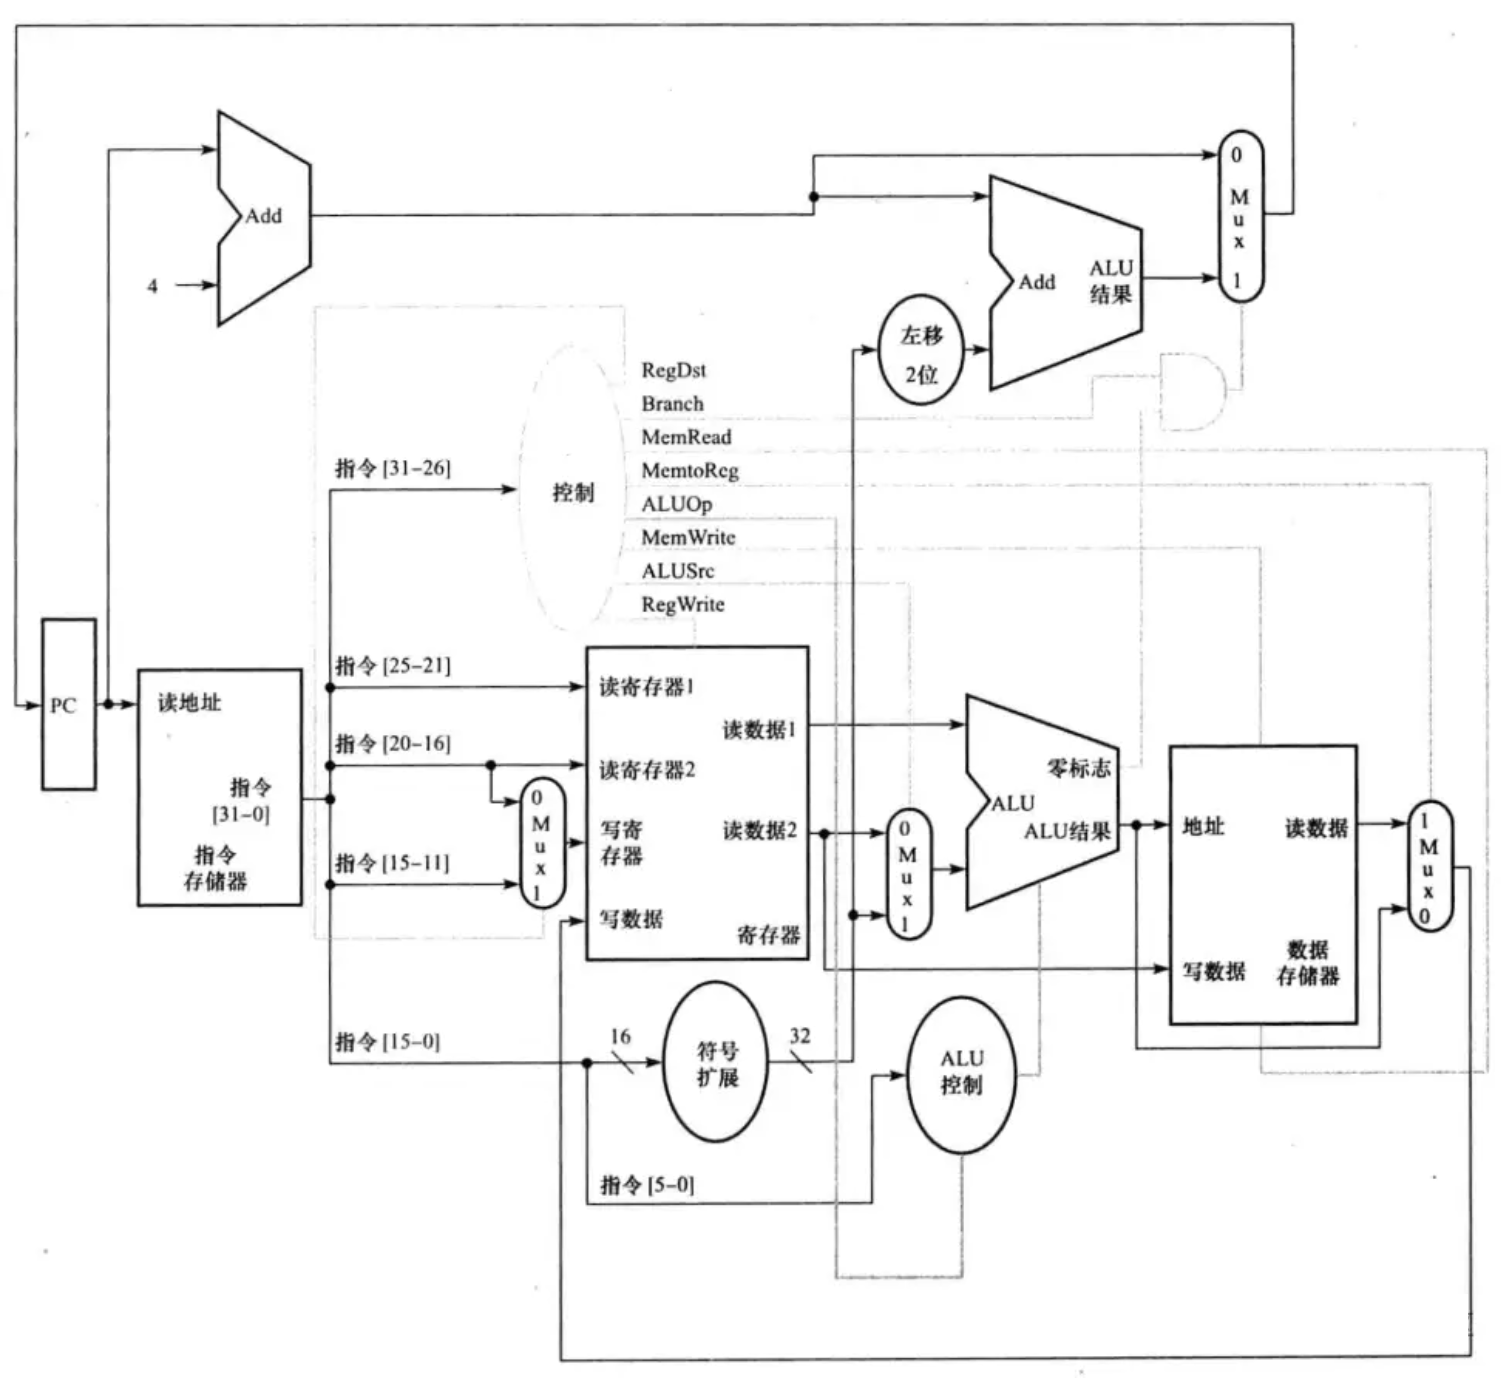 0
M
u
x
1
Add
4
Add
ALU
结果
左移
2位
RegDst
Branch
MemRead
MemtoReg
ALUOp
MemWrite
ALUSrc
RegWrite
控制
指令 [31–26]
指令 [25–21]
指令 [20–16]
指令 [15–11]
指令 [15–0]
指令 [5–0]
PC
读地址
指令
[31–0]
指令
存储器
0
M
u
x
1
读寄存器1
读寄存器2
写寄
存器
写数据
读数据1
读数据2
寄存器
0
M
u
x
1
零标志
ALU
ALU结果
地址
读数据
写数据
数据
存储器
1
M
u
x
0
16
符号
扩展
32
ALU
控制